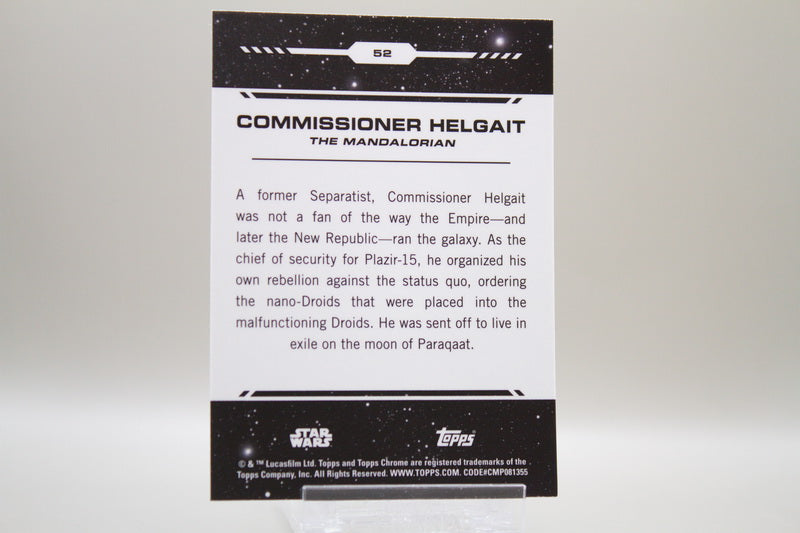 52
COMMISSIONER HELGAIT
THE MANDALORIAN
A former Separatist, Commissioner Helgait
was not a fan of the way the Empire—and
later the New Republic—ran the galaxy. As the
chief of security for Plazir-15, he organized his
own rebellion against the status quo, ordering
the nano-Droids that were placed into the
malfunctioning Droids. He was sent off to live in
exile on the moon of Paraqaat.
STAR WARS
Topps
© & ™ Lucasfilm Ltd. Topps and Topps Chrome are registered trademarks of the
Topps Company, Inc. All Rights Reserved. WWW.TOPPS.COM. CODE#CMP081355